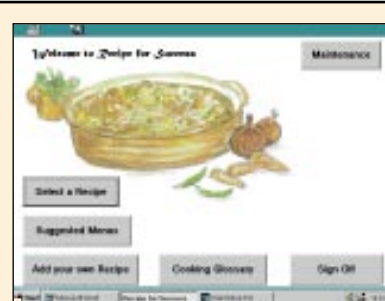 Welcome to Recipe for Success
Maintenance
Select a Recipe
Suggested Menus
Add your own Recipe
Cooking Glossary
Sign Off